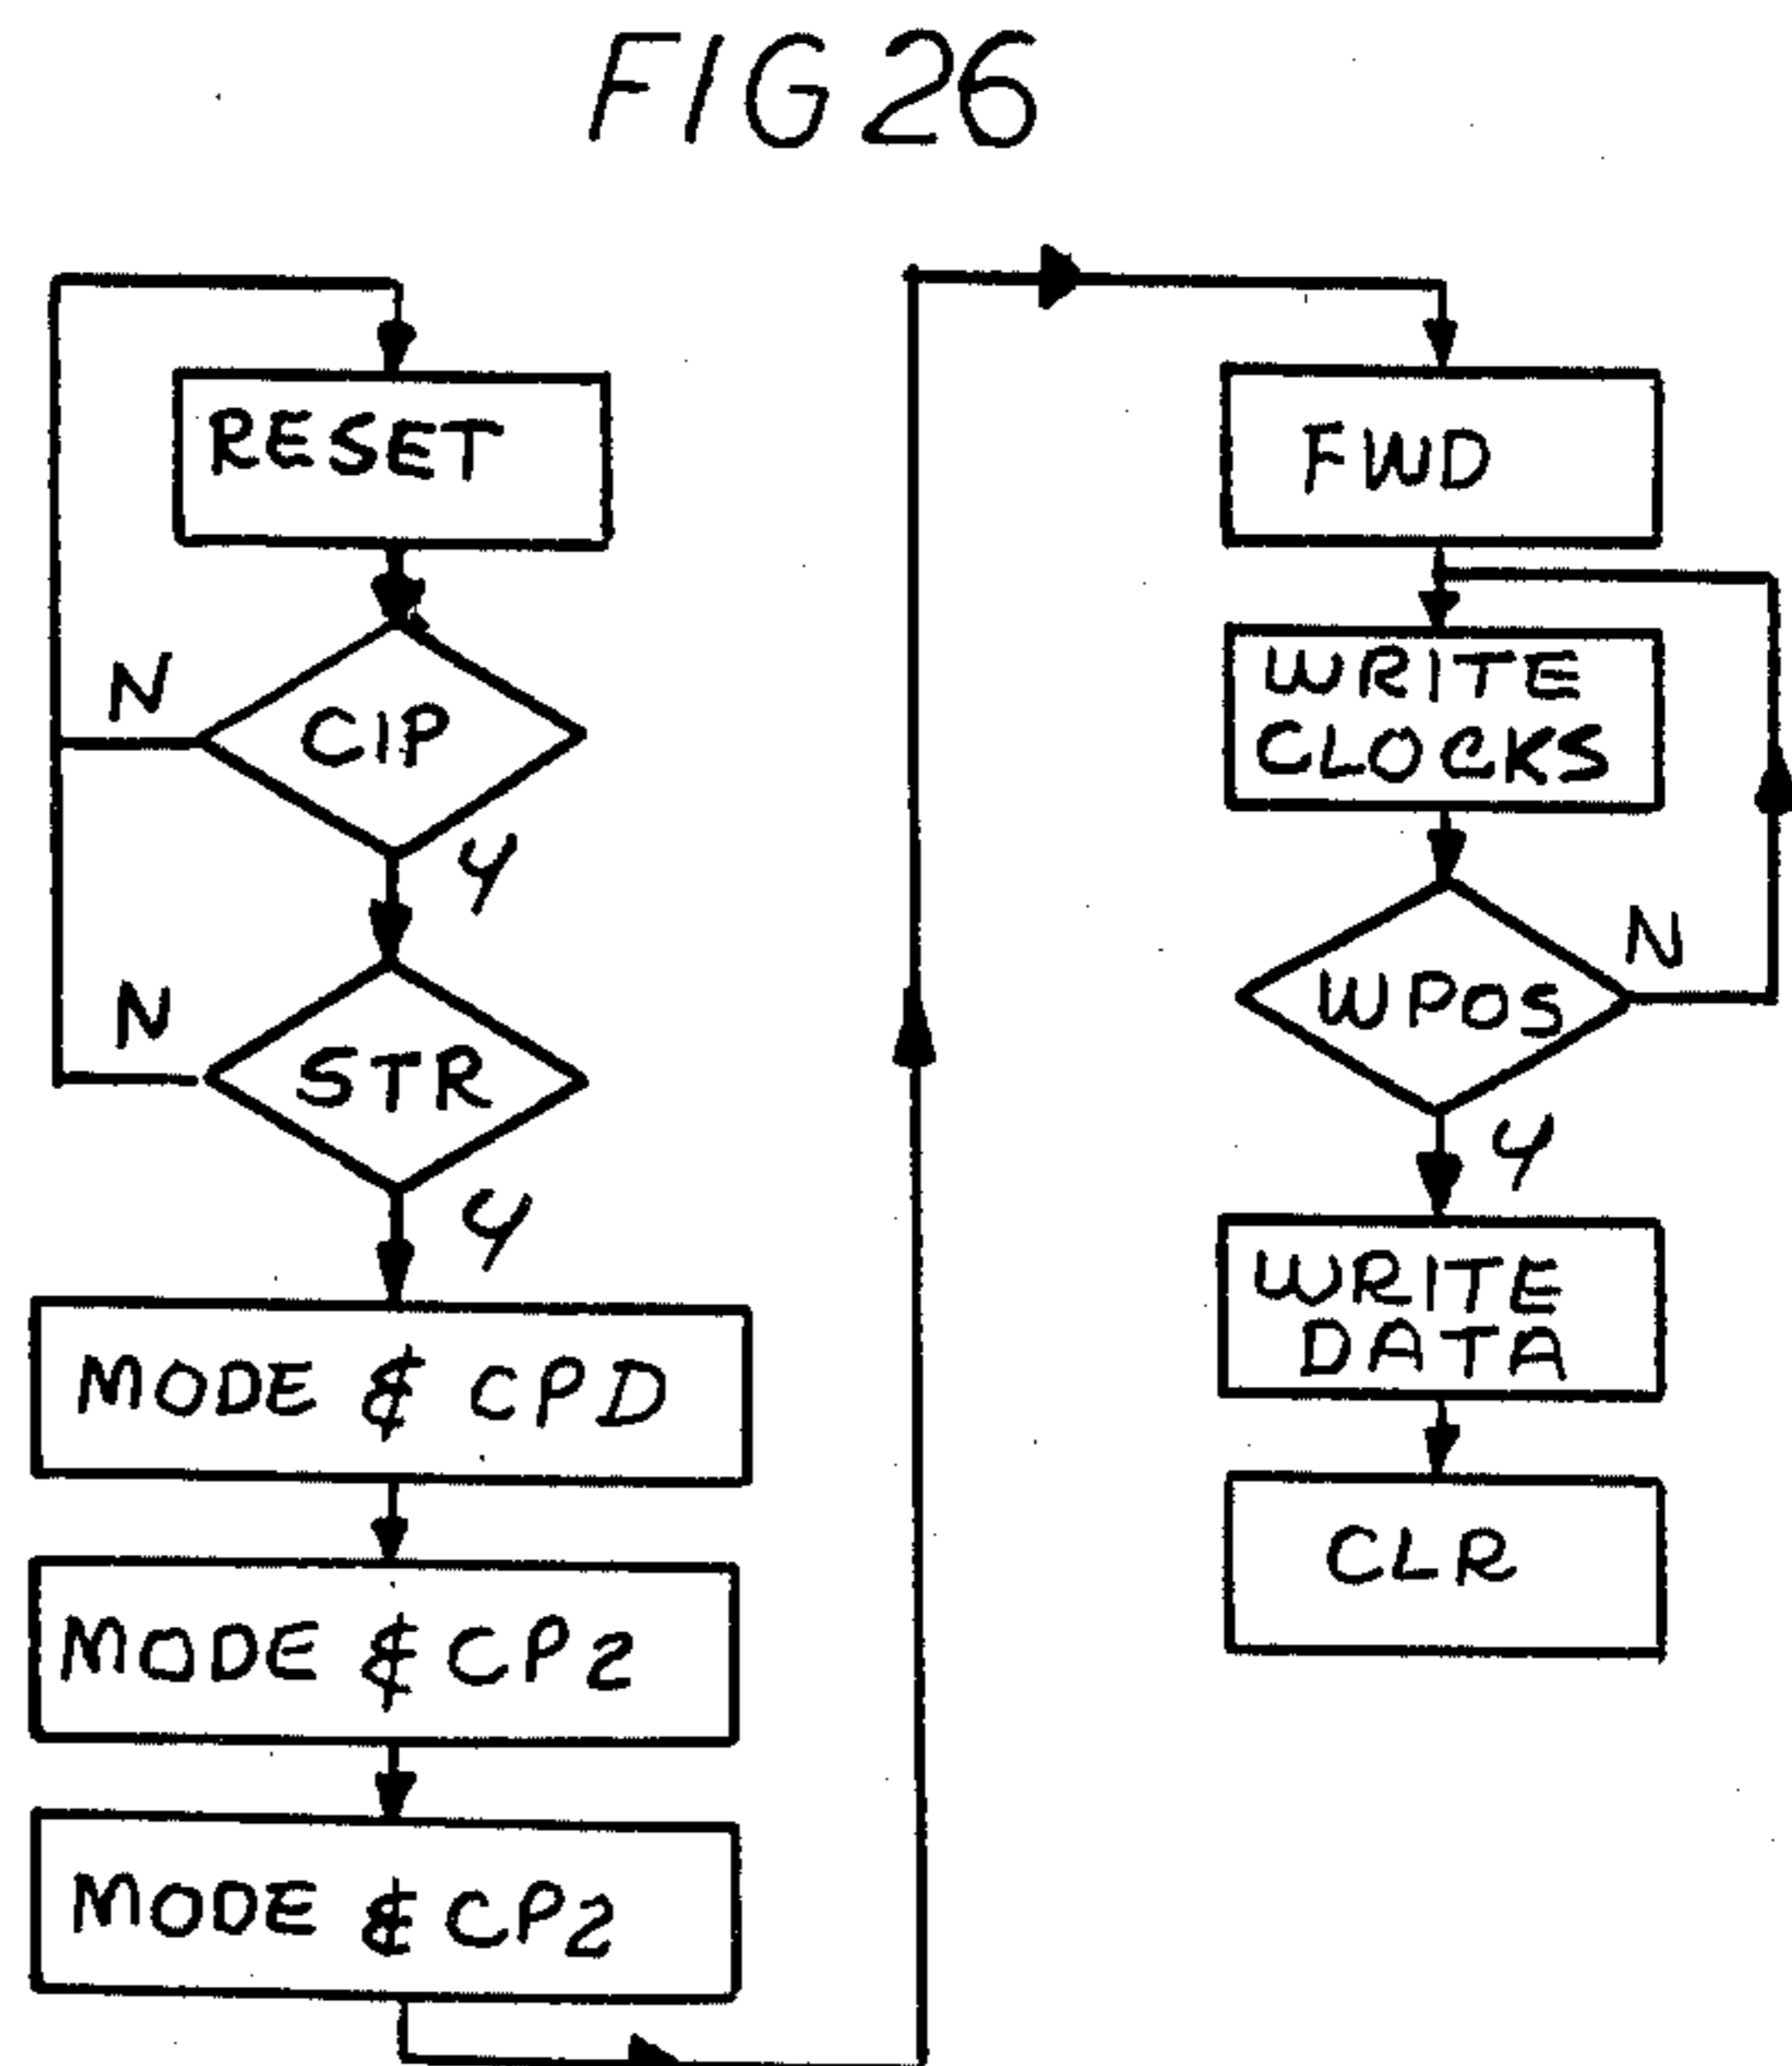 FIG 26
RESET
N
CIP
Y
N
STR
Y
MODE & CPD
MODE & CP2
MODE & CP2
FWD
WRITE
CLOCKS
N
WPOS
Y
WRITE
DATA
CLR